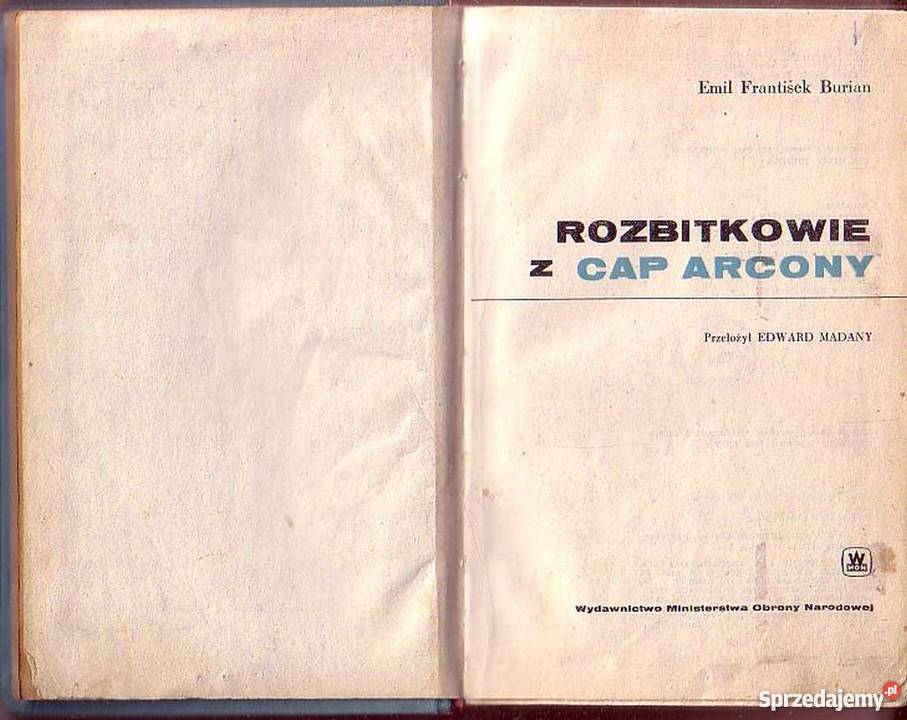 Emil František Burian
ROZBITKOWIE
Z CAP ARCONY
Przełożył EDWARD MADANY
W
MON
Wydawnictwo Ministerstwa Obrony Narodowej
Sprzedajemy.pl